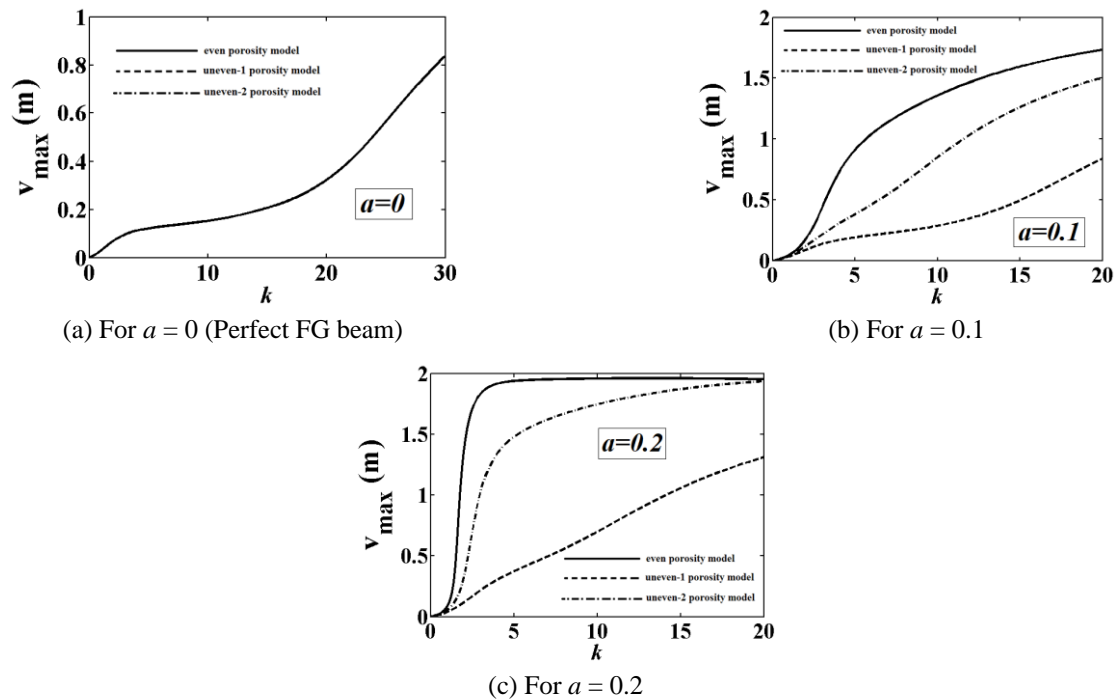 1
0.8
0.6
0.4
0.2
0
v_max (m)
even porosity model
uneven-1 porosity model
uneven-2 porosity model
a=0
0 10 20 30
k
(a) For a = 0 (Perfect FG beam)
2
1.5
1
0.5
0
v_max (m)
even porosity model
uneven-1 porosity model
uneven-2 porosity model
a=0.1
0 5 10 15 20
k
(b) For a = 0.1
2
1.5
1
0.5
0
v_max (m)
a=0.2
even porosity model
uneven-1 porosity model
uneven-2 porosity model
0 5 10 15 20
k
(c) For a = 0.2